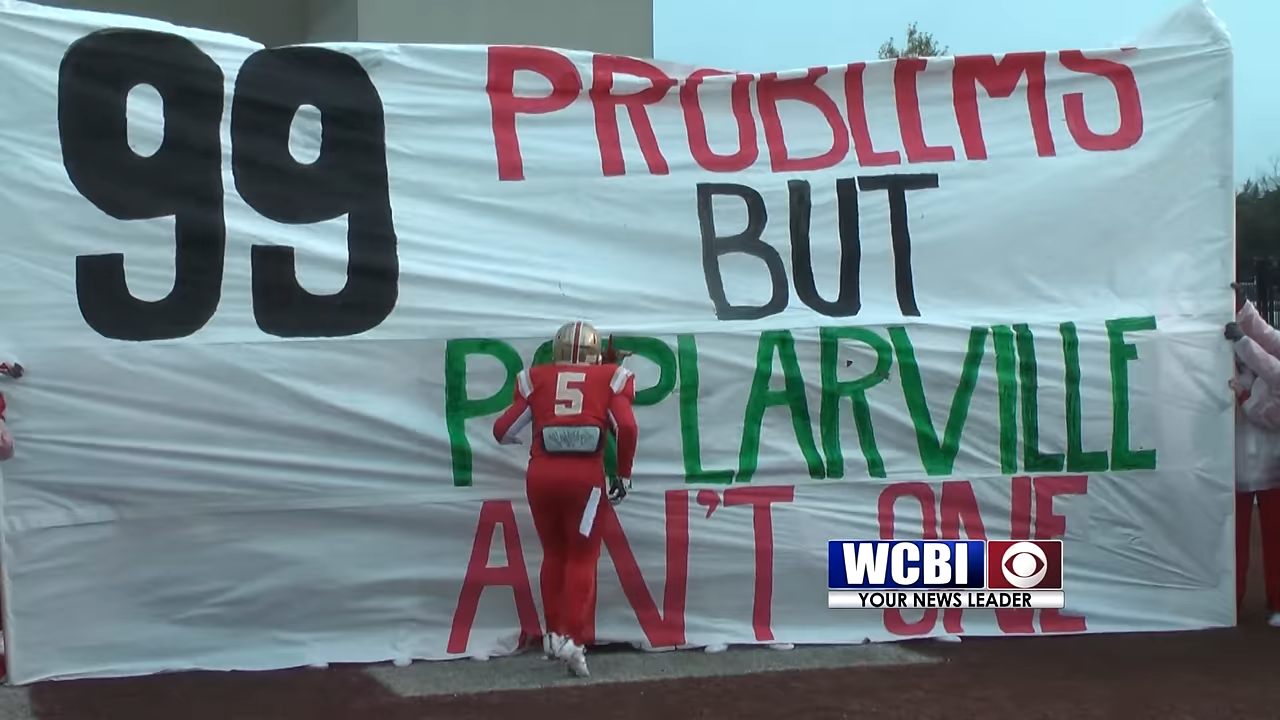 99 PROBLEMS
BUT
POPLARVILLE
AIN'T ONE
5
WCBI
YOUR NEWS LEADER